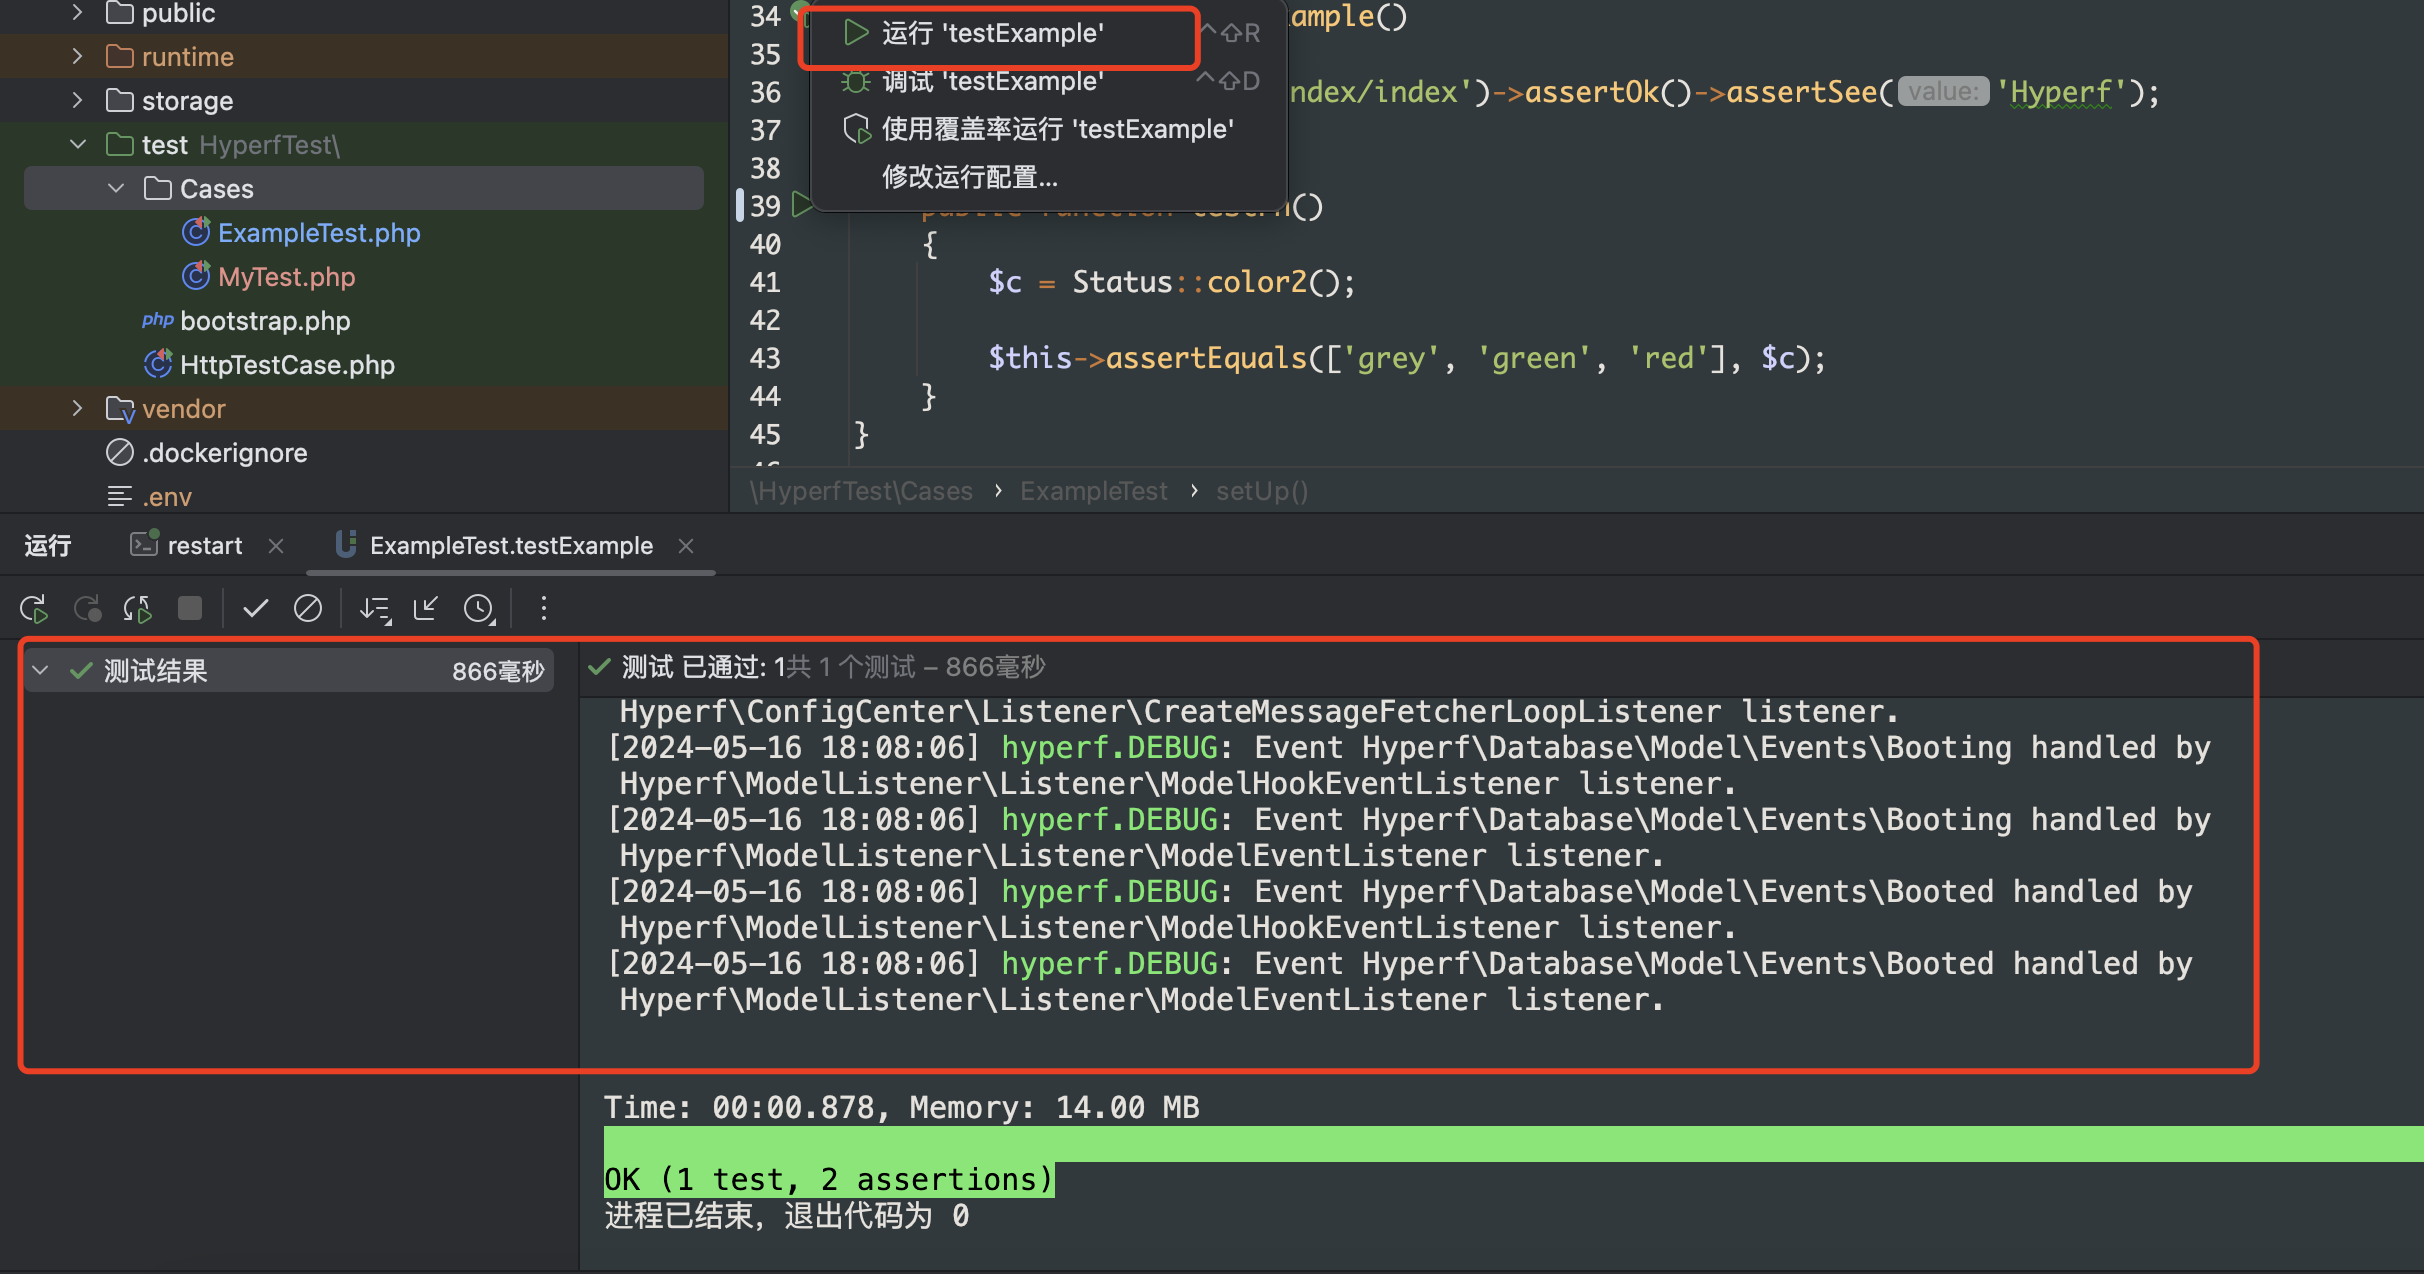 public
runtime
storage
test HyperfTest\
Cases
ExampleTest.php
MyTest.php
php bootstrap.php
HttpTestCase.php
vendor
.dockerignore
.env
34 ample()
35
36 ndex/index')->assertOk()->assertSee( value: 'Hyperf');
37
38
39 ()
40 {
41 $c = Status::color2();
42
43 $this->assertEquals(['grey', 'green', 'red'], $c);
44 }
45 }
运行 'testExample' ^⇧R
调试 'testExample' ^⇧D
使用覆盖率运行 'testExample'
修改运行配置...
\HyperfTest\Cases › ExampleTest › setUp()
运行 restart × ExampleTest.testExample ×
测试结果 866毫秒
测试 已通过: 1共 1 个测试 – 866毫秒
Hyperf\ConfigCenter\Listener\CreateMessageFetcherLoopListener listener.
[2024-05-16 18:08:06] hyperf.DEBUG: Event Hyperf\Database\Model\Events\Booting handled by
Hyperf\ModelListener\Listener\ModelHookEventListener listener.
[2024-05-16 18:08:06] hyperf.DEBUG: Event Hyperf\Database\Model\Events\Booting handled by
Hyperf\ModelListener\Listener\ModelEventListener listener.
[2024-05-16 18:08:06] hyperf.DEBUG: Event Hyperf\Database\Model\Events\Booted handled by
Hyperf\ModelListener\Listener\ModelHookEventListener listener.
[2024-05-16 18:08:06] hyperf.DEBUG: Event Hyperf\Database\Model\Events\Booted handled by
Hyperf\ModelListener\Listener\ModelEventListener listener.
Time: 00:00.878, Memory: 14.00 MB
OK (1 test, 2 assertions)
进程已结束，退出代码为 0